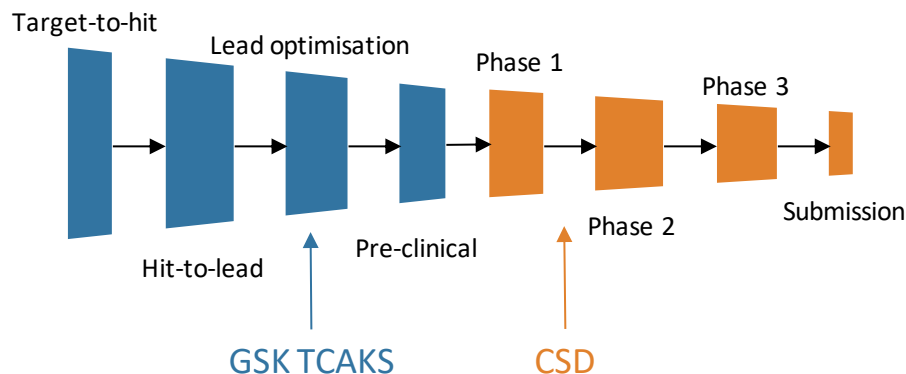 Target-to-hit
Lead optimisation
Phase 1
Phase 3
Hit-to-lead
Pre-clinical
Phase 2
Submission
GSK TCAKS
CSD